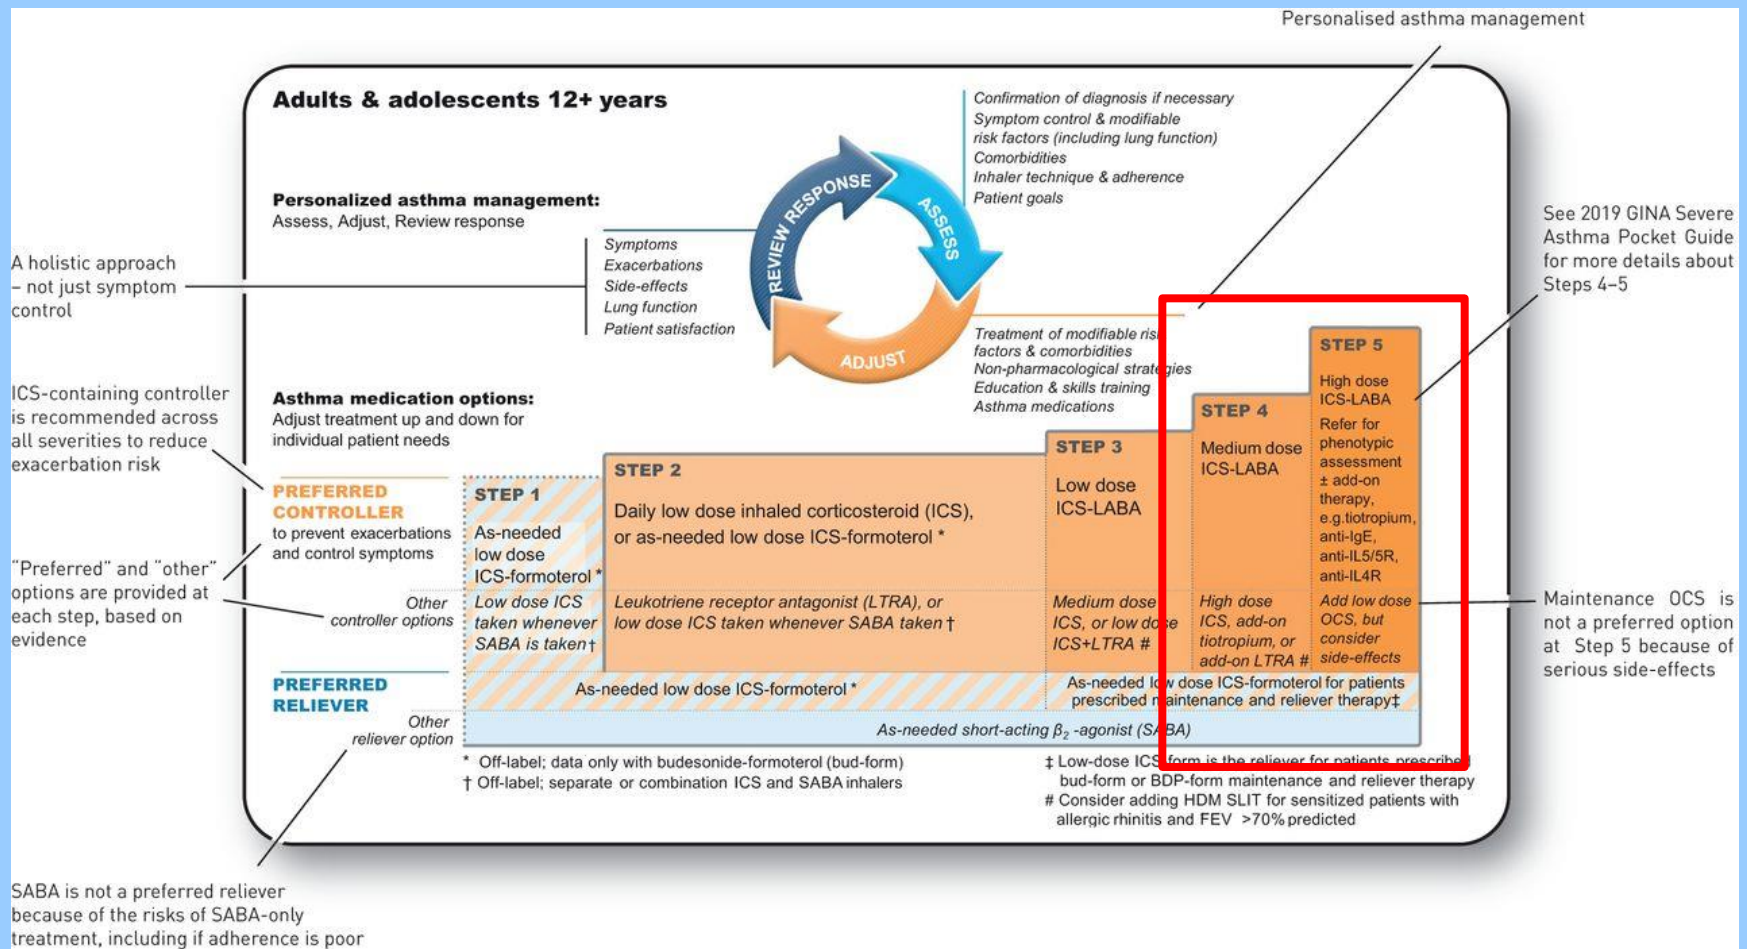 Personalised asthma management
Adults & adolescents 12+ years
Confirmation of diagnosis if necessary
Symptom control & modifiable
risk factors (including lung function)
Comorbidities
Inhaler technique & adherence
Patient goals
Personalized asthma management:
Assess, Adjust, Review response
REVIEW RESPONSE
ASSESS
ADJUST
Symptoms
Exacerbations
Side-effects
Lung function
Patient satisfaction
A holistic approach
– not just symptom
control
See 2019 GINA Severe
Asthma Pocket Guide
for more details about
Steps 4–5
Treatment of modifiable risk
factors & comorbidities
Non-pharmacological strategies
Education & skills training
Asthma medications
ICS-containing controller
is recommended across
all severities to reduce
exacerbation risk
Asthma medication options:
Adjust treatment up and down for
individual patient needs
PREFERRED
CONTROLLER
to prevent exacerbations
and control symptoms
STEP 1
As-needed
low dose
ICS-formoterol *
STEP 2
Daily low dose inhaled corticosteroid (ICS),
or as-needed low dose ICS-formoterol *
STEP 3
Low dose
ICS-LABA
STEP 4
Medium dose
ICS-LABA
STEP 5
High dose
ICS-LABA
Refer for
phenotypic
assessment
± add-on
therapy,
e.g.tiotropium,
anti-IgE,
anti-IL5/5R,
anti-IL4R
"Preferred" and "other"
options are provided at
each step, based on
evidence
Other
controller options
Low dose ICS
taken whenever
SABA is taken †
Leukotriene receptor antagonist (LTRA), or
low dose ICS taken whenever SABA taken †
Medium dose
ICS, or low dose
ICS+LTRA #
High dose
ICS, add-on
tiotropium, or
add-on LTRA #
Add low dose
OCS, but
consider
side-effects
Maintenance OCS is
not a preferred option
at Step 5 because of
serious side-effects
PREFERRED
RELIEVER
As-needed low dose ICS-formoterol *
As-needed low dose ICS-formoterol for patients
prescribed maintenance and reliever therapy‡
Other
reliever option
As-needed short-acting β₂ -agonist (SABA)
* Off-label; data only with budesonide-formoterol (bud-form)
† Off-label; separate or combination ICS and SABA inhalers
‡ Low-dose ICS-form is the reliever for patients prescribed
bud-form or BDP-form maintenance and reliever therapy
# Consider adding HDM SLIT for sensitized patients with
allergic rhinitis and FEV >70% predicted
SABA is not a preferred reliever
because of the risks of SABA-only
treatment, including if adherence is poor